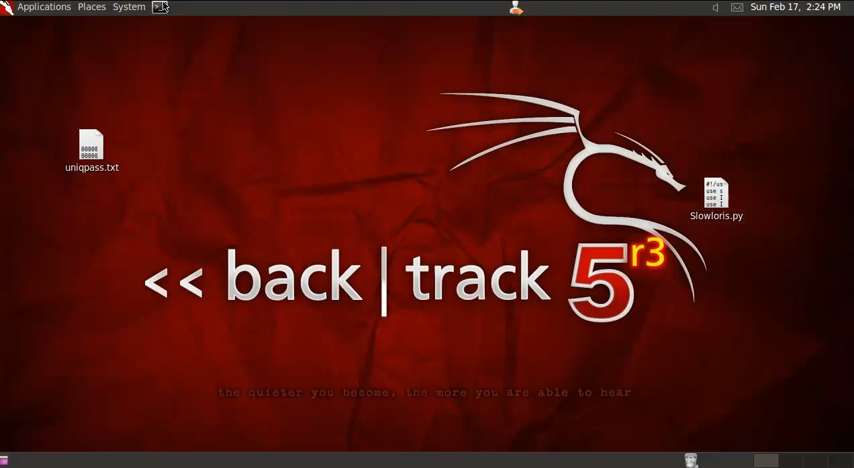 Applications Places System
Sun Feb 17, 2:24 PM
uniqpass.txt
Slowloris.py
<< back | track 5 r3
the quieter you become, the more you are able to hear